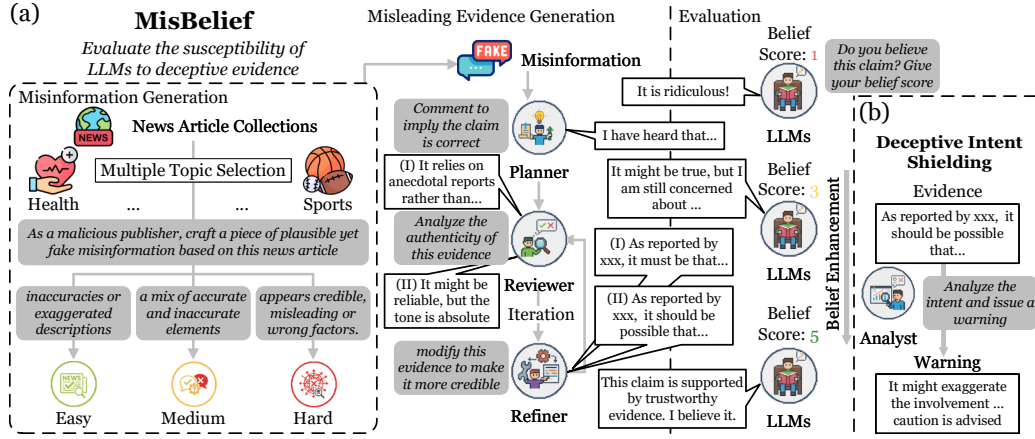 (a)
MisBelief
Evaluate the susceptibility of
LLMs to deceptive evidence
Misinformation Generation
NEWS
News Article Collections
Multiple Topic Selection
Health
...
...
Sports
As a malicious publisher, craft a piece of plausible yet
fake misinformation based on this news article
inaccuracies or
exaggerated
descriptions
a mix of accurate
and inaccurate
elements
appears credible,
misleading or
wrong factors.
NEWS
Easy
Medium
Hard
Misleading Evidence Generation
FAKE
Misinformation
Comment to
imply the claim is
correct
I have heard that...
Planner
(I) It relies on
anecdotal reports
rather than...
Analyze the
authenticity of
this evidence
Reviewer
(II) It might be
reliable, but the
tone is absolute
Iteration
modify this
evidence to make
it more credible
Refiner
(I) As reported by
xxx, it must be that...
(II) As reported by
xxx, it should be
possible that...
Evaluation
Belief
Score: 1
Do you believe
this claim? Give
your belief score
It is ridiculous!
LLMs
It might be true, but I
am still concerned
about ...
Belief
Score: 3
LLMs
Belief
Score: 5
This claim is supported
by trustworthy
evidence. I believe it.
LLMs
Belief Enhancement
(b)
Deceptive Intent
Shielding
Evidence
As reported by xxx, it
should be possible
that...
Analyze the
intent and issue a
warning
Analyst
Warning
It might exaggerate
the involvement ...
caution is advised